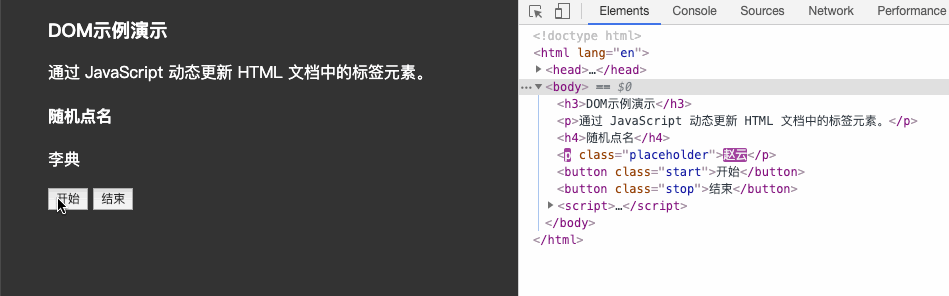 DOM示例演示
通过 JavaScript 动态更新 HTML 文档中的标签元素。
随机点名
李典
开始 结束
Elements Console Sources Network Performance
<!doctype html>
<html lang="en">
<head>…</head>
<body> == $0
<h3>DOM示例演示</h3>
<p>通过 JavaScript 动态更新 HTML 文档中的标签元素。</p>
<h4>随机点名</h4>
<p class="placeholder">赵云</p>
<button class="start">开始</button>
<button class="stop">结束</button>
<script>…</script>
</body>
</html>